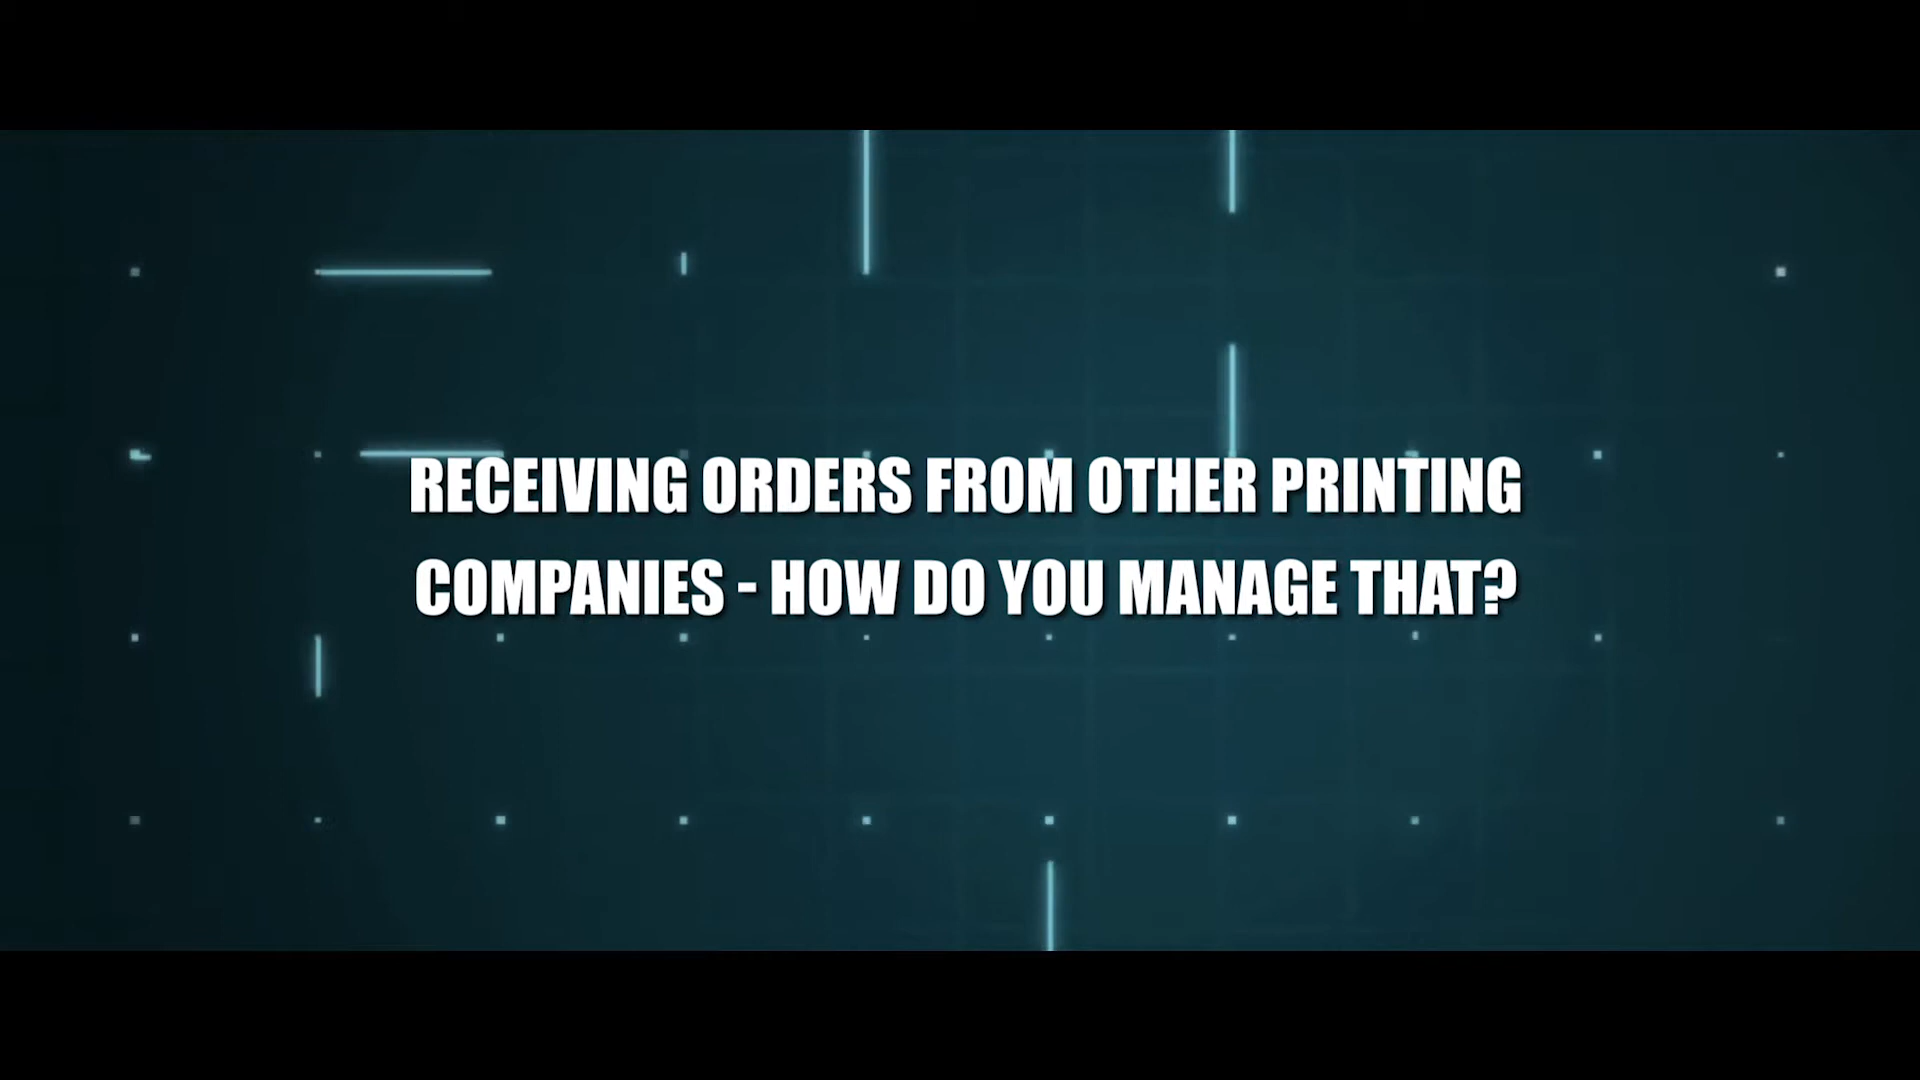 RECEIVING ORDERS FROM OTHER PRINTING
COMPANIES - HOW DO YOU MANAGE THAT?